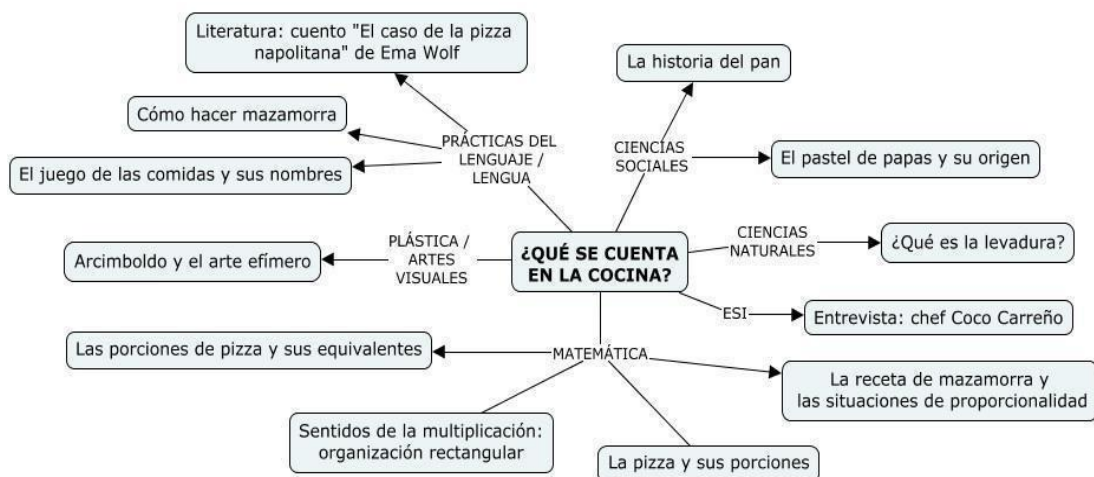 Literatura: cuento "El caso de la pizza
napolitana" de Ema Wolf
La historia del pan
Cómo hacer mazamorra
PRÁCTICAS DEL
LENGUAJE /
LENGUA
CIENCIAS
SOCIALES
El pastel de papas y su origen
El juego de las comidas y sus nombres
PLÁSTICA /
ARTES
VISUALES
Arcimboldo y el arte efímero
¿QUÉ SE CUENTA
EN LA COCINA?
CIENCIAS
NATURALES
¿Qué es la levadura?
ESI
Entrevista: chef Coco Carreño
Las porciones de pizza y sus equivalentes
MATEMÁTICA
La receta de mazamorra y
las situaciones de proporcionalidad
Sentidos de la multiplicación:
organización rectangular
La pizza y sus porciones